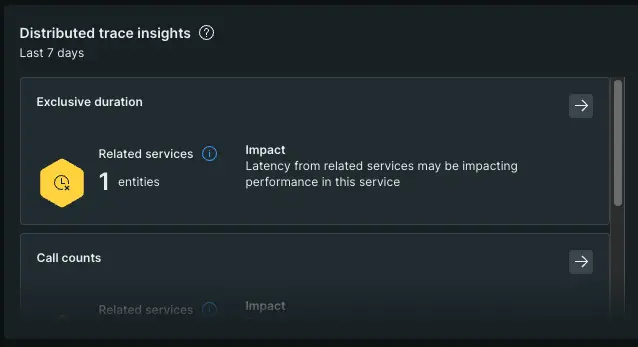 Distributed trace insights
Last 7 days
Exclusive duration
Related services
1 entities
Impact
Latency from related services may be impacting
performance in this service
Call counts
Related services
Impact